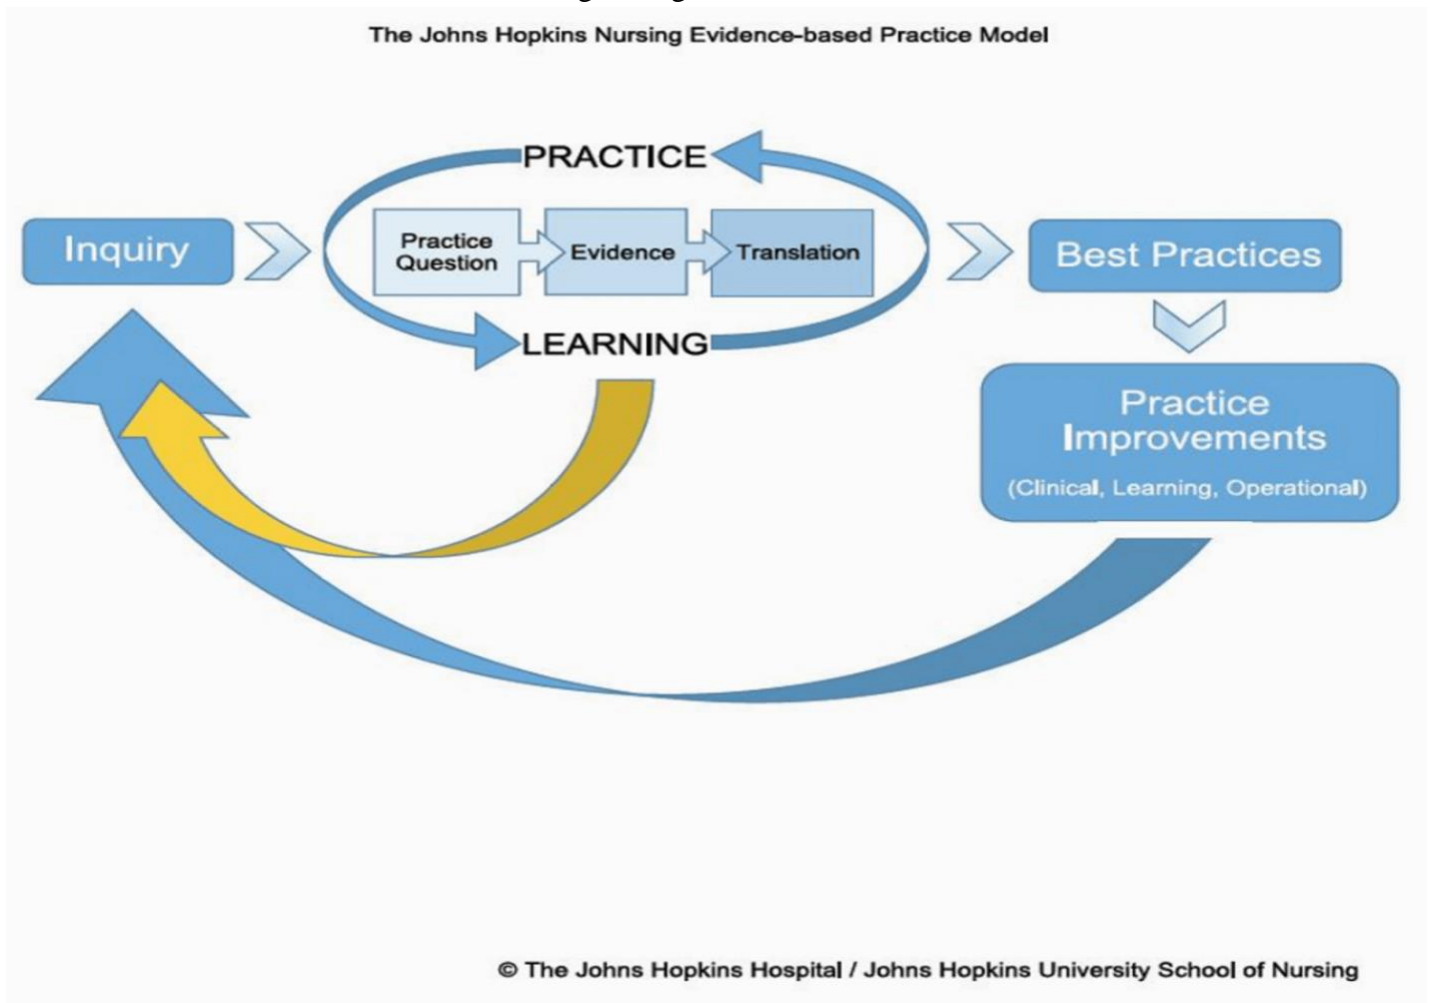 The Johns Hopkins Nursing Evidence-based Practice Model
PRACTICE
Inquiry
Practice
Question
Evidence
Translation
LEARNING
Best Practices
Practice
Improvements
(Clinical, Learning, Operational)
© The Johns Hopkins Hospital / Johns Hopkins University School of Nursing